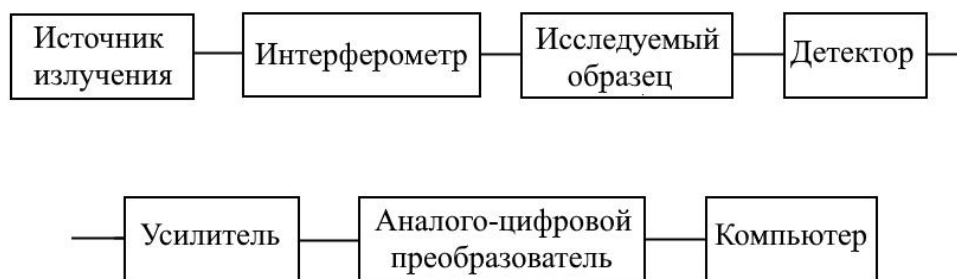 Источник
излучения
Интерферометр
Исследуемый
образец
Детектор
Усилитель
Аналого-цифровой
преобразователь
Компьютер